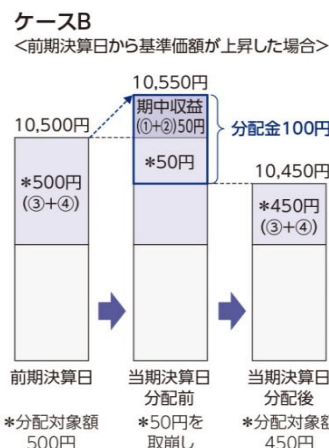 ケースB
<前期決算日から基準価額が上昇した場合>
10,550円
10,500円
期中収益
(①+②)50円
分配金100円
*50円
10,450円
*500円
(③+④)
*450円
(③+④)
前期決算日
当期決算日
分配前
当期決算日
分配後
*分配対象額
500円
*50円を
取崩し
*分配対象額
450円